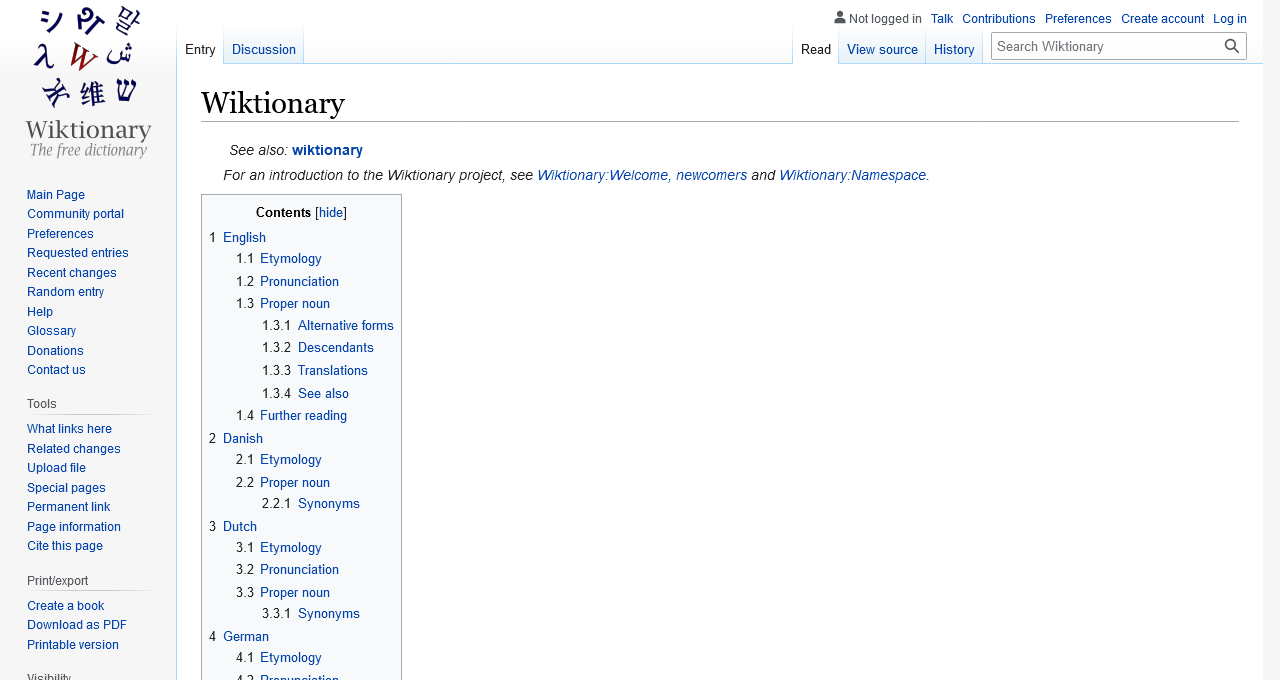 Wiktionary
The free dictionary
Not logged in Talk Contributions Preferences Create account Log in
Entry Discussion Read View source History Search Wiktionary
Wiktionary
See also: wiktionary
For an introduction to the Wiktionary project, see Wiktionary:Welcome, newcomers and Wiktionary:Namespace.
Contents [hide]
1 English
1.1 Etymology
1.2 Pronunciation
1.3 Proper noun
1.3.1 Alternative forms
1.3.2 Descendants
1.3.3 Translations
1.3.4 See also
1.4 Further reading
2 Danish
2.1 Etymology
2.2 Proper noun
2.2.1 Synonyms
3 Dutch
3.1 Etymology
3.2 Pronunciation
3.3 Proper noun
3.3.1 Synonyms
4 German
4.1 Etymology
4.2 Pronunciation
Main Page
Community portal
Preferences
Requested entries
Recent changes
Random entry
Help
Glossary
Donations
Contact us
Tools
What links here
Related changes
Upload file
Special pages
Permanent link
Page information
Cite this page
Print/export
Create a book
Download as PDF
Printable version
Visibility